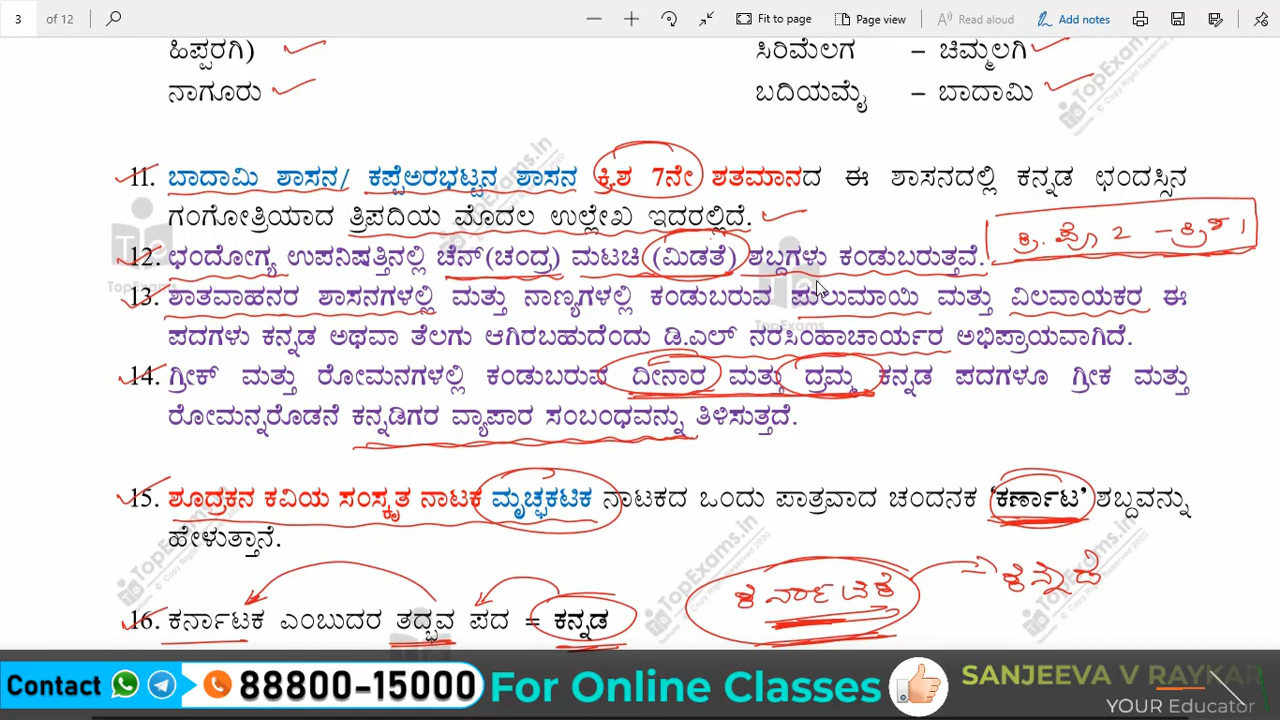 3 of 12 Fit to page Page view Read aloud Add notes
ಹಿಪ್ಪರಗಿ) ಸಿರಿಮೆಲಗ – ಚಿಮ್ಮಲಗಿ
ನಾಗೂರು ಬದಿಯಮೈ – ಬಾದಾಮಿ
11. ಬಾದಾಮಿ ಶಾಸನ/ ಕಪ್ಪೆಅರಭಟ್ಟನ ಶಾಸನ ಕ್ರಿಶ 7ನೇ ಶತಮಾನದ ಈ ಶಾಸನದಲ್ಲಿ ಕನ್ನಡ ಛಂದಸ್ಸಿನ
ಗಂಗೋತ್ರಿಯಾದ ತ್ರಿಪದಿಯ ಮೊದಲ ಉಲ್ಲೇಖ ಇದರಲ್ಲಿದೆ.
ಕ್ರಿ. ಪೂ 2 – ಕ್ರಿಶ 1
12. ಛಂದೋಗ್ಯ ಉಪನಿಷತ್ತಿನಲ್ಲಿ ಚೆನ್(ಚಂದ್ರ) ಮಟಚಿ (ಮಿಡತೆ) ಶಬ್ದಗಳು ಕಂಡುಬರುತ್ತವೆ.
13. ಶಾತವಾಹನರ ಶಾಸನಗಳಲ್ಲಿ ಮತ್ತು ನಾಣ್ಯಗಳಲ್ಲಿ ಕಂಡುಬರುವ ಪುಲುಮಾಯಿ ಮತ್ತು ವಿಲವಾಯಕರ ಈ
ಪದಗಳು ಕನ್ನಡ ಅಥವಾ ತೆಲಗು ಆಗಿರಬಹುದೆಂದು ಡಿ.ಎಲ್ ನರಸಿಂಹಾಚಾರ್ಯರ ಅಭಿಪ್ರಾಯವಾಗಿದೆ.
14. ಗ್ರೀಕ್ ಮತ್ತು ರೋಮನಗಳಲ್ಲಿ ಕಂಡುಬರುವ ದೀನಾರ ಮತ್ತು ದ್ರಮ್ಮ ಕನ್ನಡ ಪದಗಳೂ ಗ್ರೀಕ ಮತ್ತು
ರೋಮನ್ನರೊಡನೆ ಕನ್ನಡಿಗರ ವ್ಯಾಪಾರ ಸಂಬಂಧವನ್ನು ತಿಳಿಸುತ್ತದೆ.
15. ಶೂದ್ರಕನ ಕವಿಯ ಸಂಸ್ಕೃತ ನಾಟಕ ಮೃಚ್ಛಕಟಿಕ ನಾಟಕದ ಒಂದು ಪಾತ್ರವಾದ ಚಂದನಕ ‘ಕರ್ಣಾಟ’ ಶಬ್ದವನ್ನು
ಹೇಳುತ್ತಾನೆ.
ಕರ್ನಾಟಕ ಕನ್ನಡ
16. ಕರ್ನಾಟಕ ಎಂಬುದರ ತದ್ಭವ ಪದ = ಕನ್ನಡ
Contact 88800-15000 For Online Classes SANJEEVA V RAYKAR
YOUR Educator